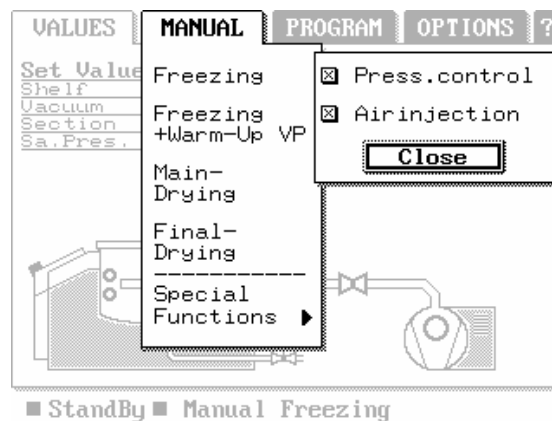 VALUES MANUAL PROGRAM OPTIONS ?
Set Value
Shelf
Vacuum
Section
Sa.Pres.
Freezing
Freezing
+Warm-Up VP
Main-
Drying
Final-
Drying
Special
Functions
Press.control
Airinjection
Close
StandBy Manual Freezing